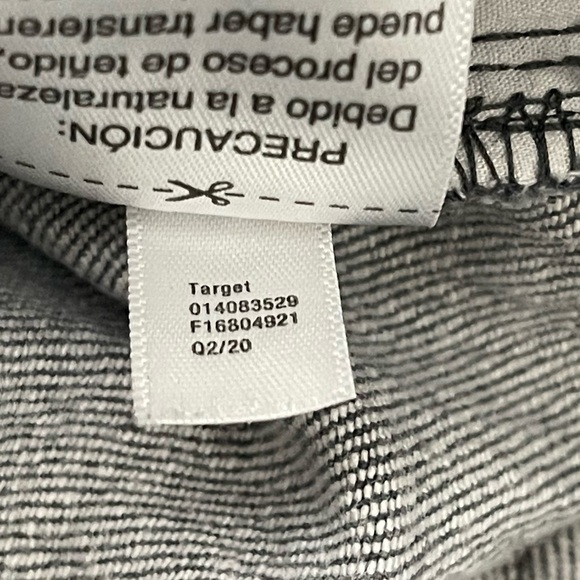 PRECAUCIÓN:
Debido a la naturaleza
del proceso de teñido,
puede haber
Target
014083529
F16804921
Q2/20